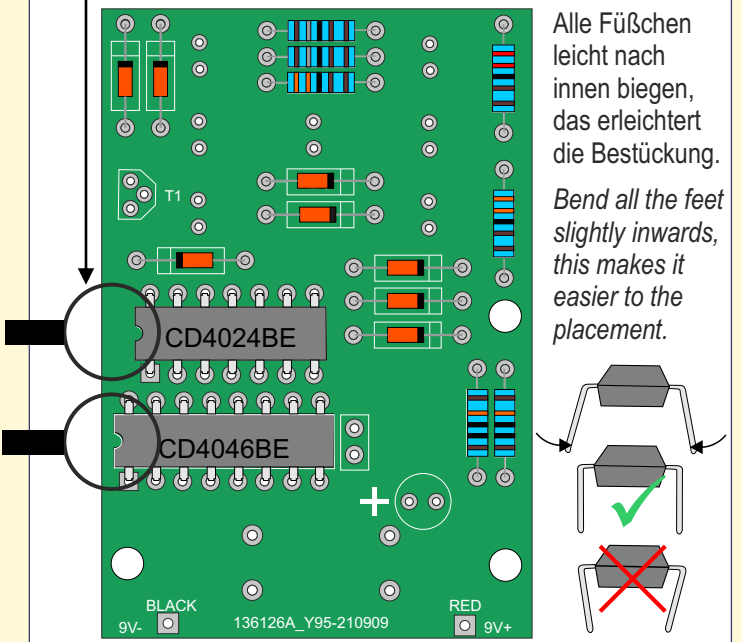 Alle Füßchen
leicht nach
innen biegen,
das erleichtert
die Bestückung.
Bend all the feet
slightly inwards,
this makes it
easier to the
placement.
T1
CD4024BE
CD4046BE
+
BLACK
9V-
136126A_Y95-210909
RED
9V+